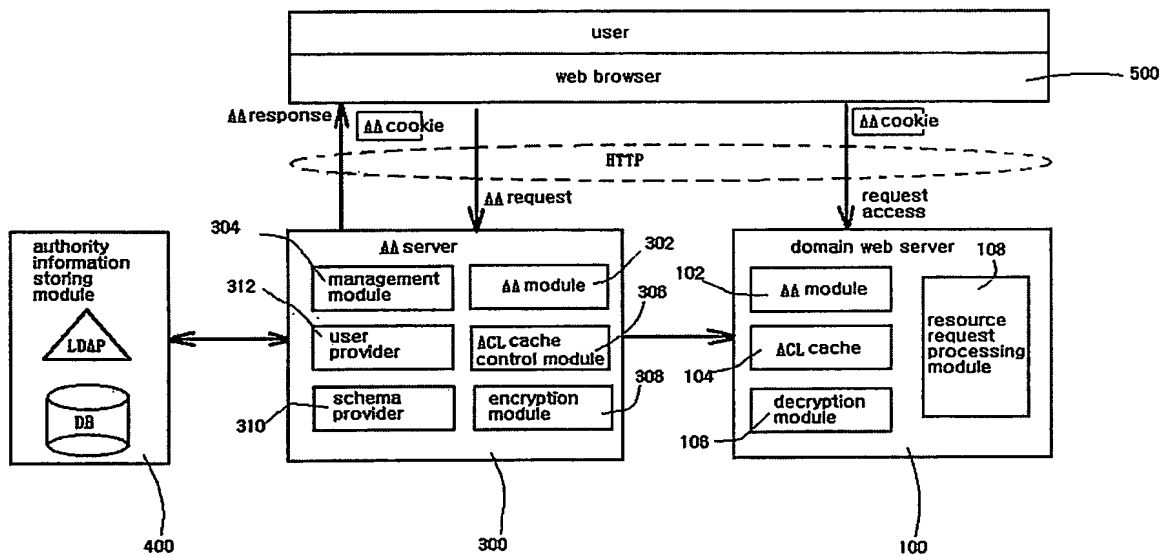 user
web browser
500
AA response
AA cookie
AA cookie
HTTP
AA request
request
access
authority
information
storing
module
LDAP
DB
400
304
AA server
302
management
module
AA module
312
306
user
provider
ACL cache
control module
schema
provider
encryption
module
308
310
300
domain web server
108
102
AA module
ACL cache
104
decryption
module
106
resource
request
processing
module
100